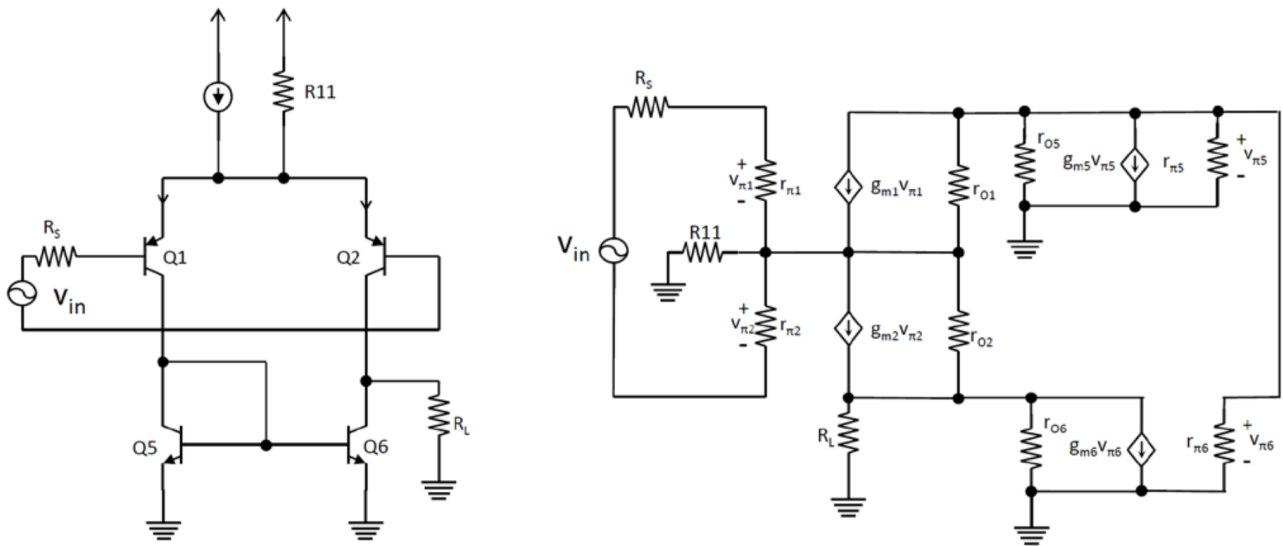 R11
Rs
Q1
Q2
Vin
Q5
Q6
RL
Rs
+
vπ1
-
rπ1
gm1vπ1
rO1
rO5
gm5vπ5
rπ5
+
vπ5
-
R11
Vin
+
vπ2
-
rπ2
gm2vπ2
rO2
RL
rO6
gm6vπ6
rπ6
+
vπ6
-